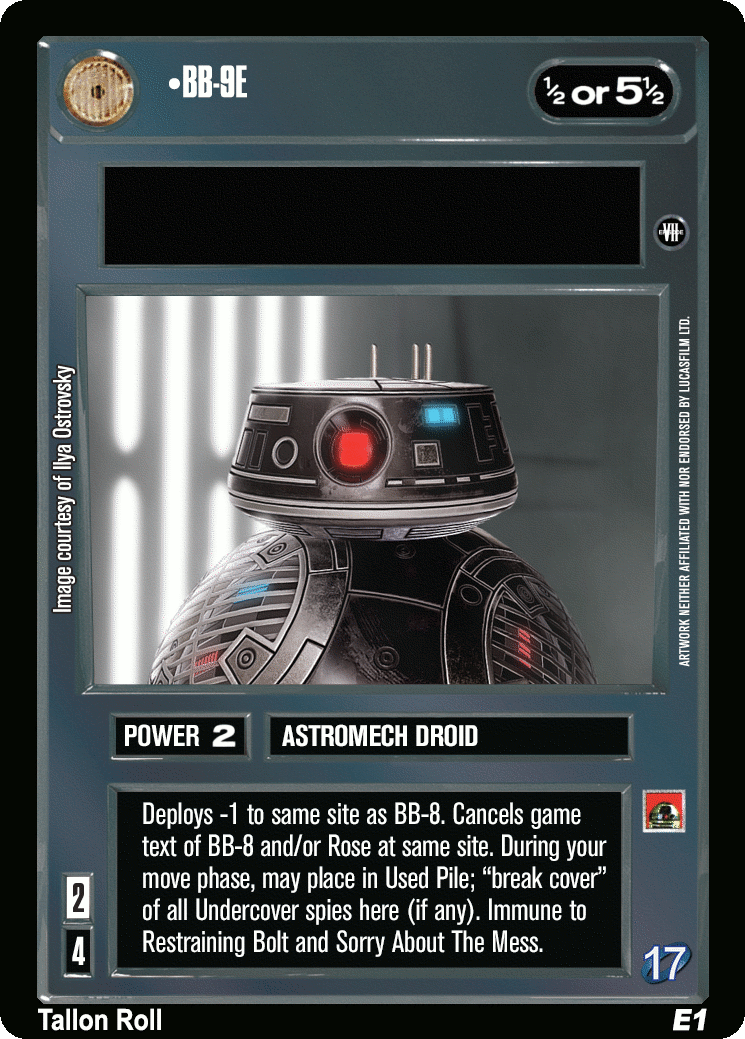 •BB-9E
½ or 5½
EPISODE
VII
Image courtesy of Ilya Ostrovsky
ARTWORK NEITHER AFFILIATED WITH NOR ENDORSED BY LUCASFILM LTD.
POWER 2
ASTROMECH DROID
Deploys -1 to same site as BB-8. Cancels game
text of BB-8 and/or Rose at same site. During your
move phase, may place in Used Pile; “break cover”
of all Undercover spies here (if any). Immune to
Restraining Bolt and Sorry About The Mess.
2
4
17
Tallon Roll
E1